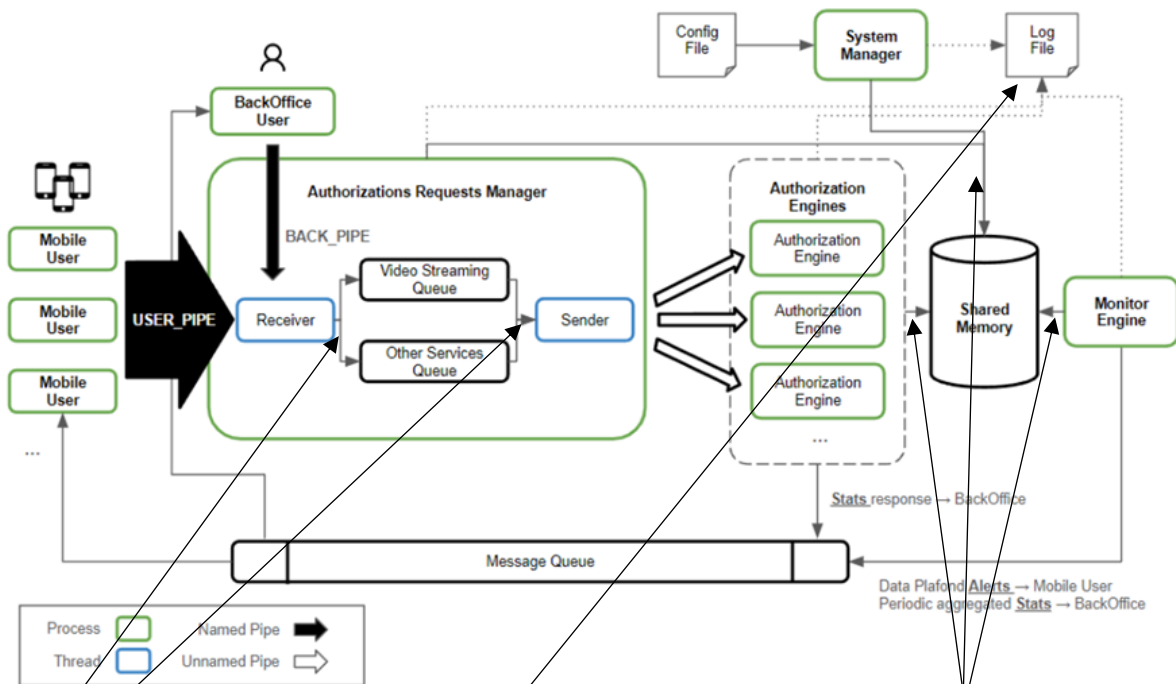 Config
File
System
Manager
Log
File
BackOffice
User
Authorizations Requests Manager
BACK_PIPE
Mobile
User
Mobile
User
Mobile
User
...
USER_PIPE
Receiver
Video Streaming
Queue
Other Services
Queue
Sender
Authorization
Engines
Authorization
Engine
Authorization
Engine
Authorization
Engine
...
Shared
Memory
Monitor
Engine
Stats response → BackOffice
Message Queue
Data Plafond Alerts → Mobile User
Periodic aggregated Stats → BackOffice
Process
Named Pipe
Thread
Unnamed Pipe